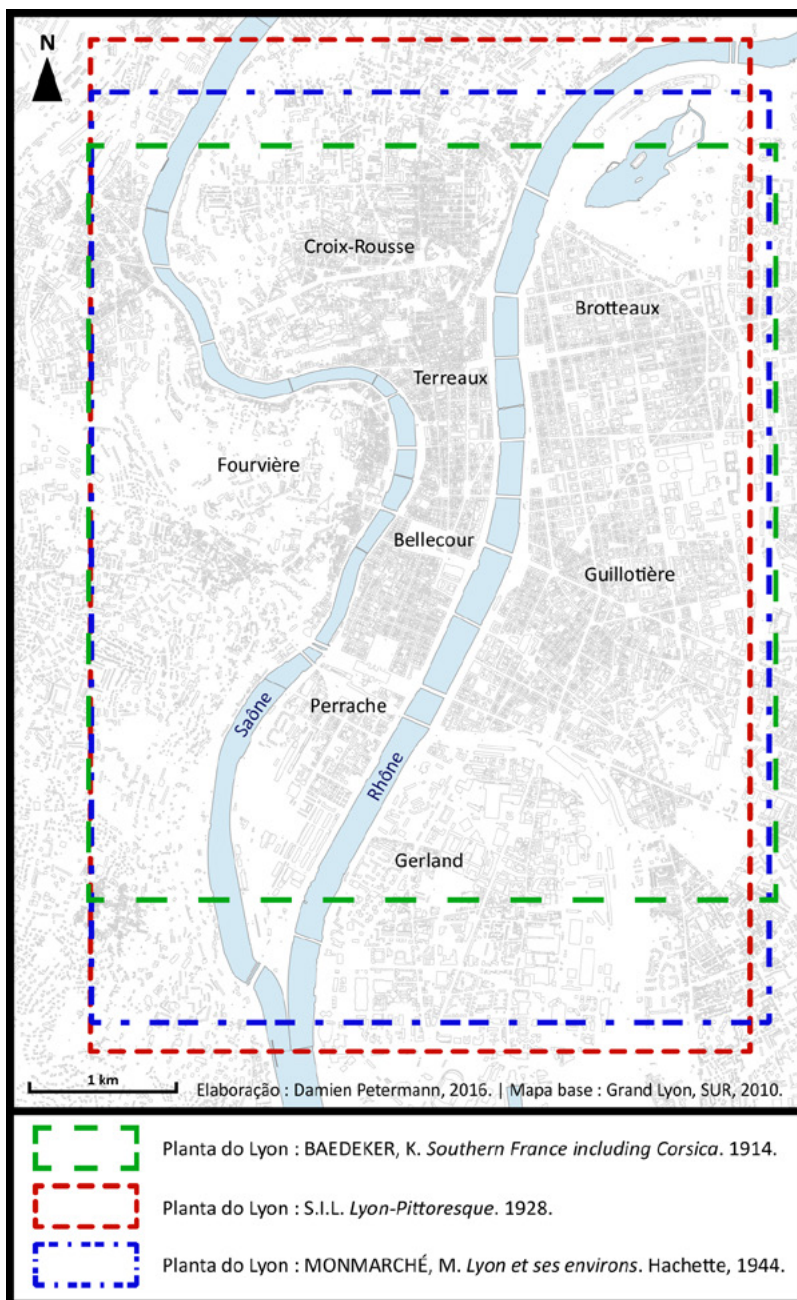 N
Croix-Rousse
Brotteaux
Terreaux
Fourvière
Bellecour
Guillotière
Saône
Perrache
Rhône
Gerland
1 km
Elaboração : Damien Petermann, 2016. | Mapa base : Grand Lyon, SUR, 2010.
Planta do Lyon : BAEDEKER, K. Southern France including Corsica. 1914.
Planta do Lyon : S.I.L. Lyon-Pittoresque. 1928.
Planta do Lyon : MONMARCHÉ, M. Lyon et ses environs. Hachette, 1944.